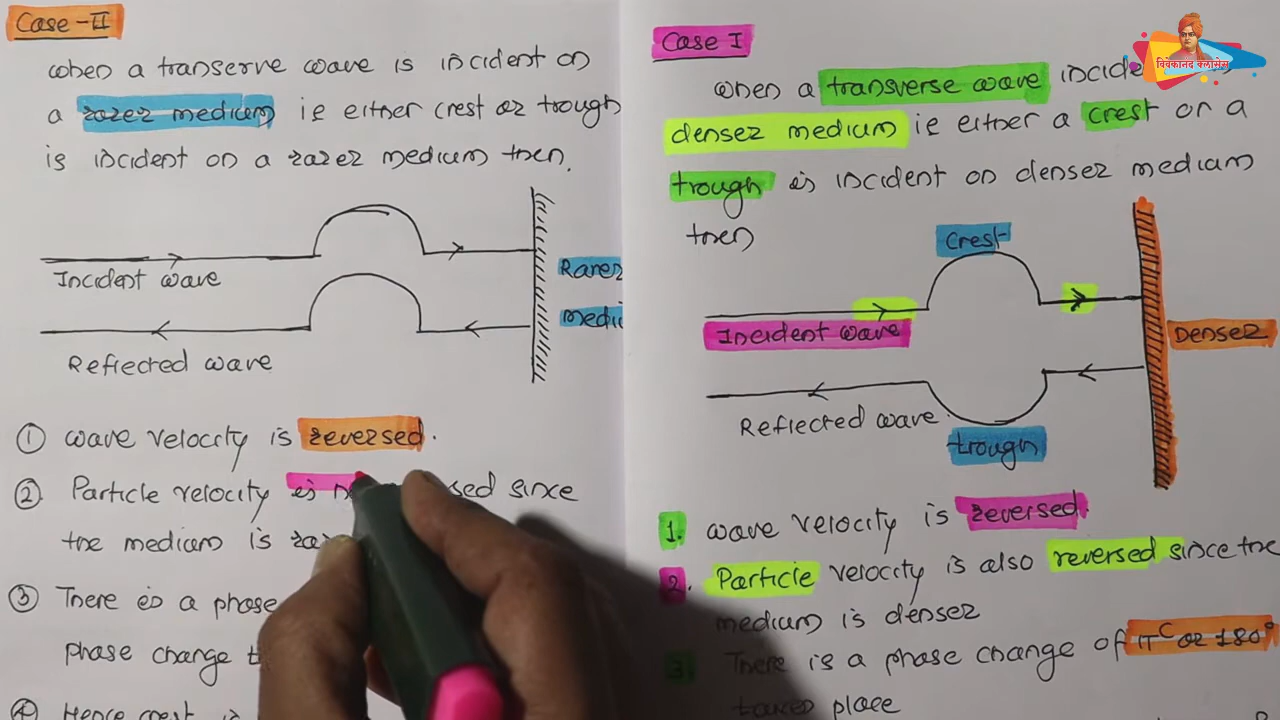 Case-II
when a transerve wave is incident on
a rarer medium ie either crest or trough
is incident on a rarer medium then.
Incident wave
Rarer
medi
Reflected wave
① wave velocity is reversed.
② Particle velocity is sed since
the medium is
③ There is a phase
phase change
④ Hence
Case I
when a transverse wave
denser medium ie either a crest or a
trough is incident on denser medium
then
Crest
Incident wave
Denser
Reflected wave.
trough
1. wave velocity is reversed.
2. Particle velocity is also reversed since the
medium is denser
3. There is a phase change of π^c or 180°
takes place
विवेकानंद क्लासेस